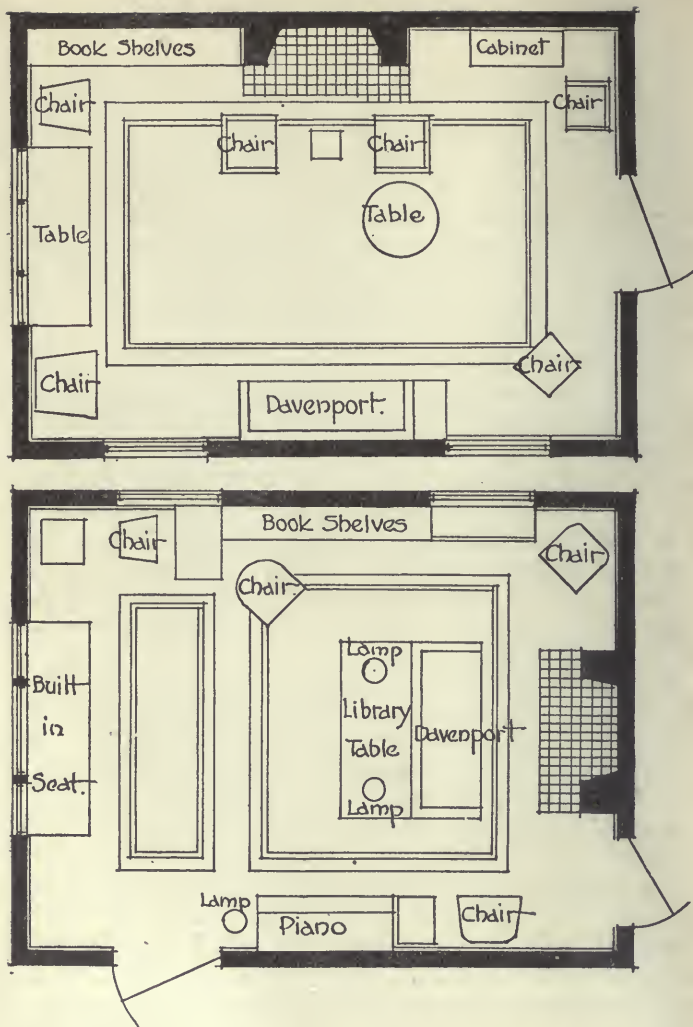 Book Shelves
Cabinet
Chair
Chair
Chair
Chair
Table
Table
Chair
Chair
Davenport.
Book Shelves
Chair
Chair
Chair
Lamp
Built
in
Seat.
Library
Table
Davenport
Lamp
Lamp
Piano
Chair